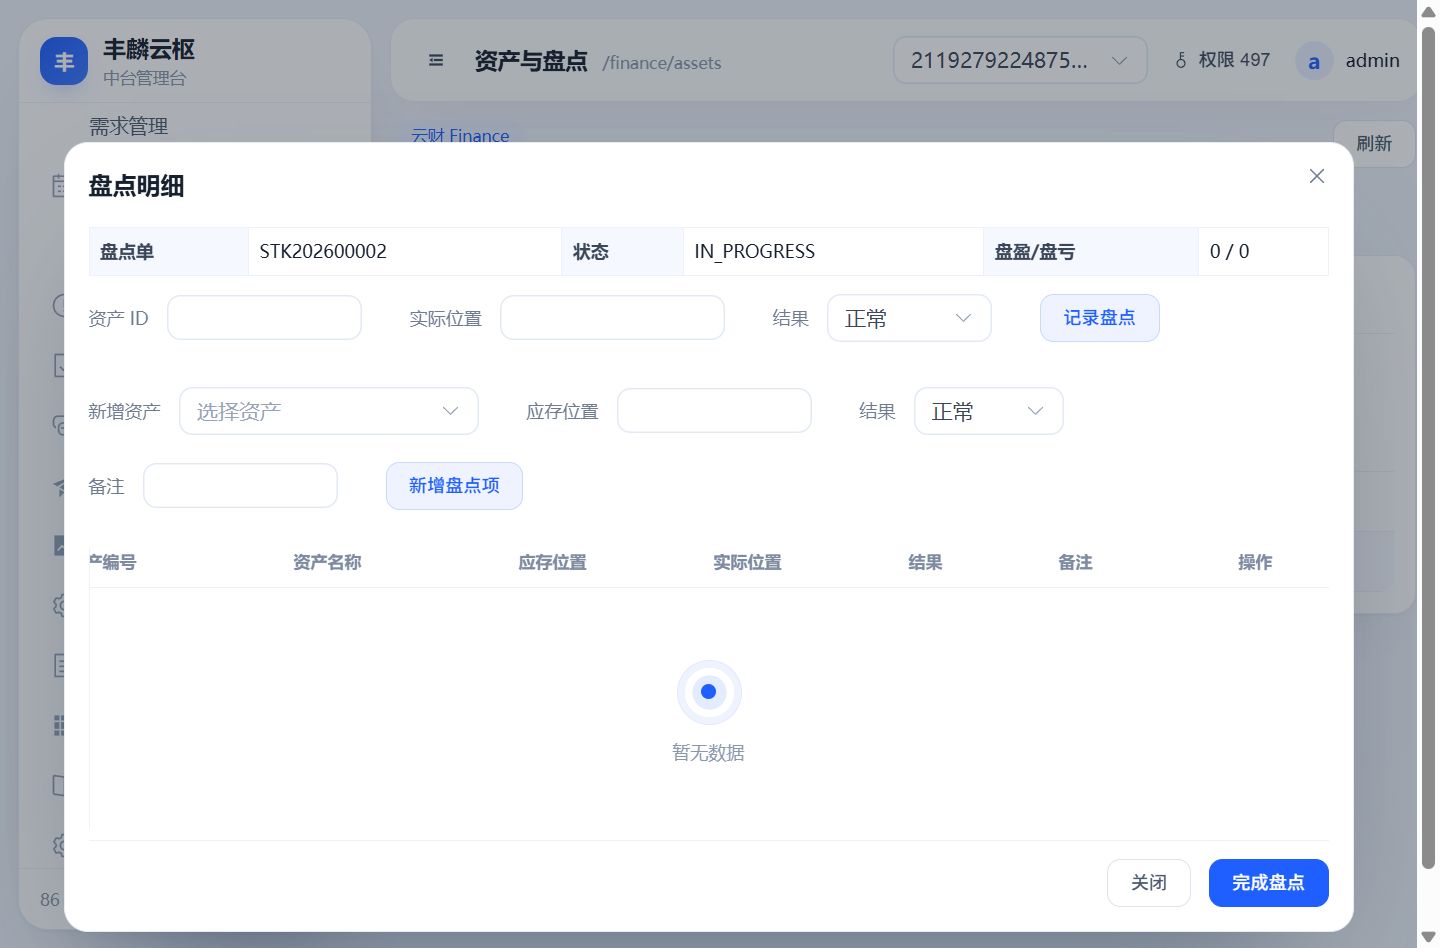 丰
丰麟云枢
中台管理台
资产与盘点 /finance/assets
2119279224875...
权限 497
a
admin
需求管理
云财 Finance
刷新
盘点明细
盘点单 STK202600002 状态 IN_PROGRESS 盘盈/盘亏 0 / 0
资产 ID 实际位置 结果 正常 记录盘点
新增资产 选择资产 应存位置 结果 正常
备注 新增盘点项
产编号 资产名称 应存位置 实际位置 结果 备注 操作
暂无数据
关闭 完成盘点
86